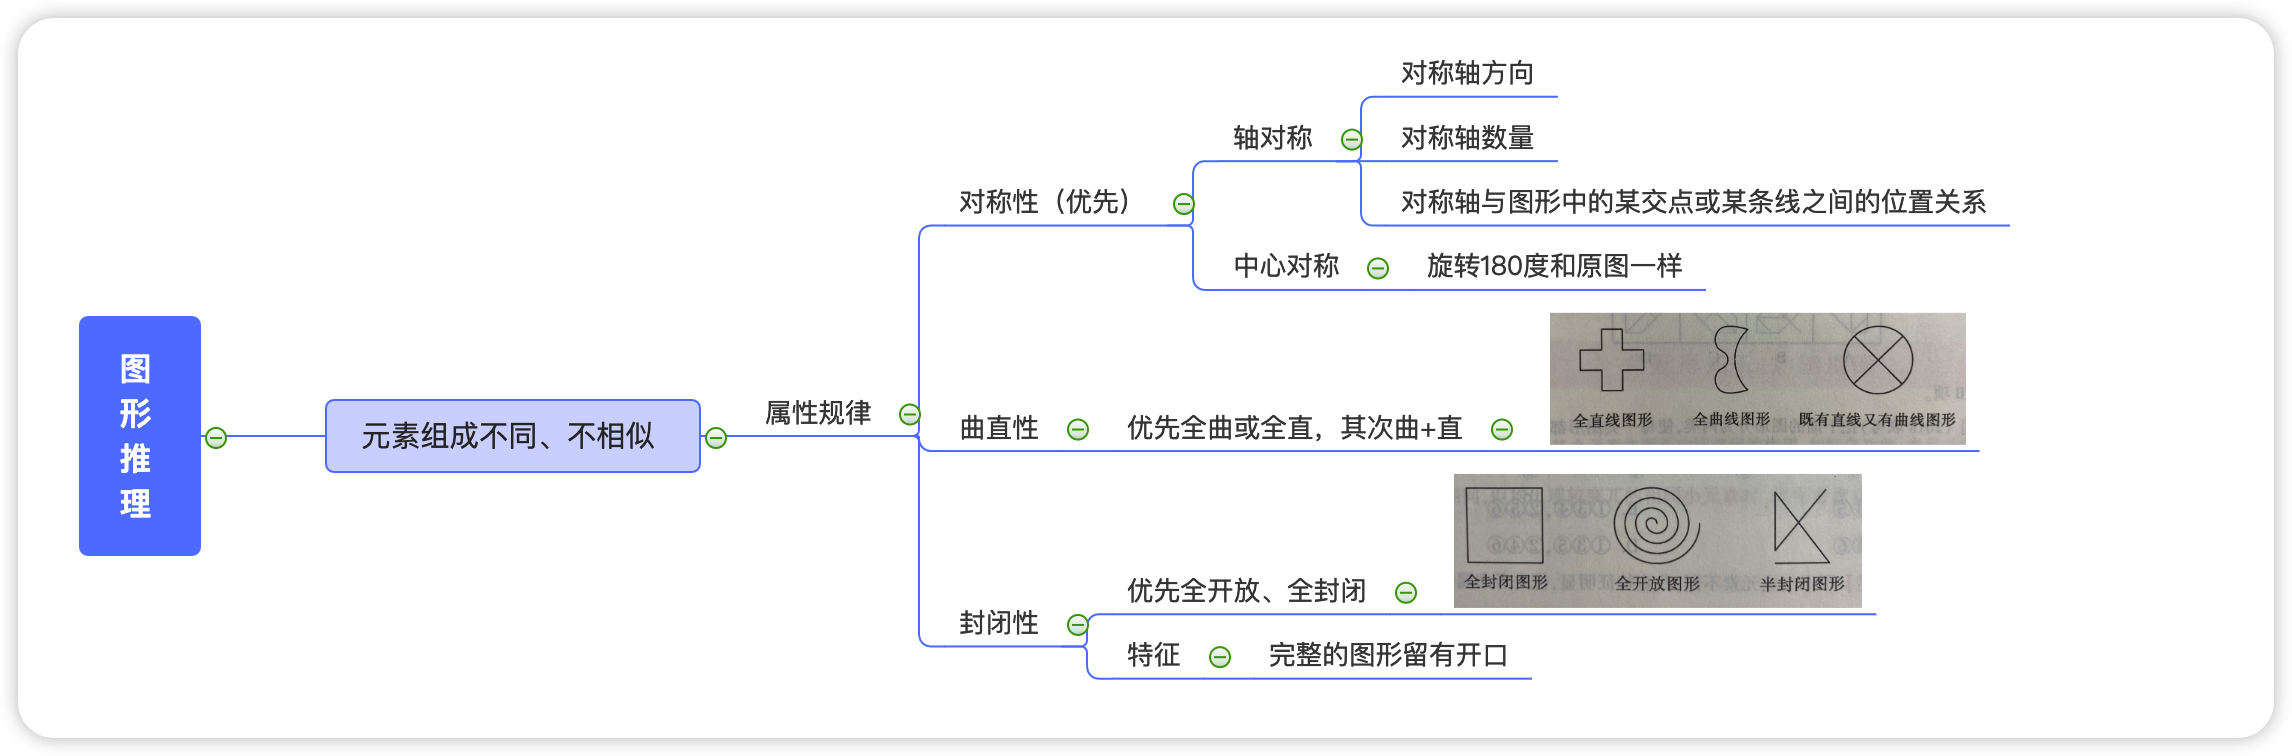 图形推理
元素组成不同、不相似
属性规律
对称性（优先）
轴对称
对称轴方向
对称轴数量
对称轴与图形中的某交点或某条线之间的位置关系
中心对称
旋转180度和原图一样
曲直性
优先全曲或全直，其次曲+直
全直线图形 全曲线图形 既有直线又有曲线图形
封闭性
优先全开放、全封闭
全封闭图形 全开放图形 半封闭图形
特征
完整的图形留有开口